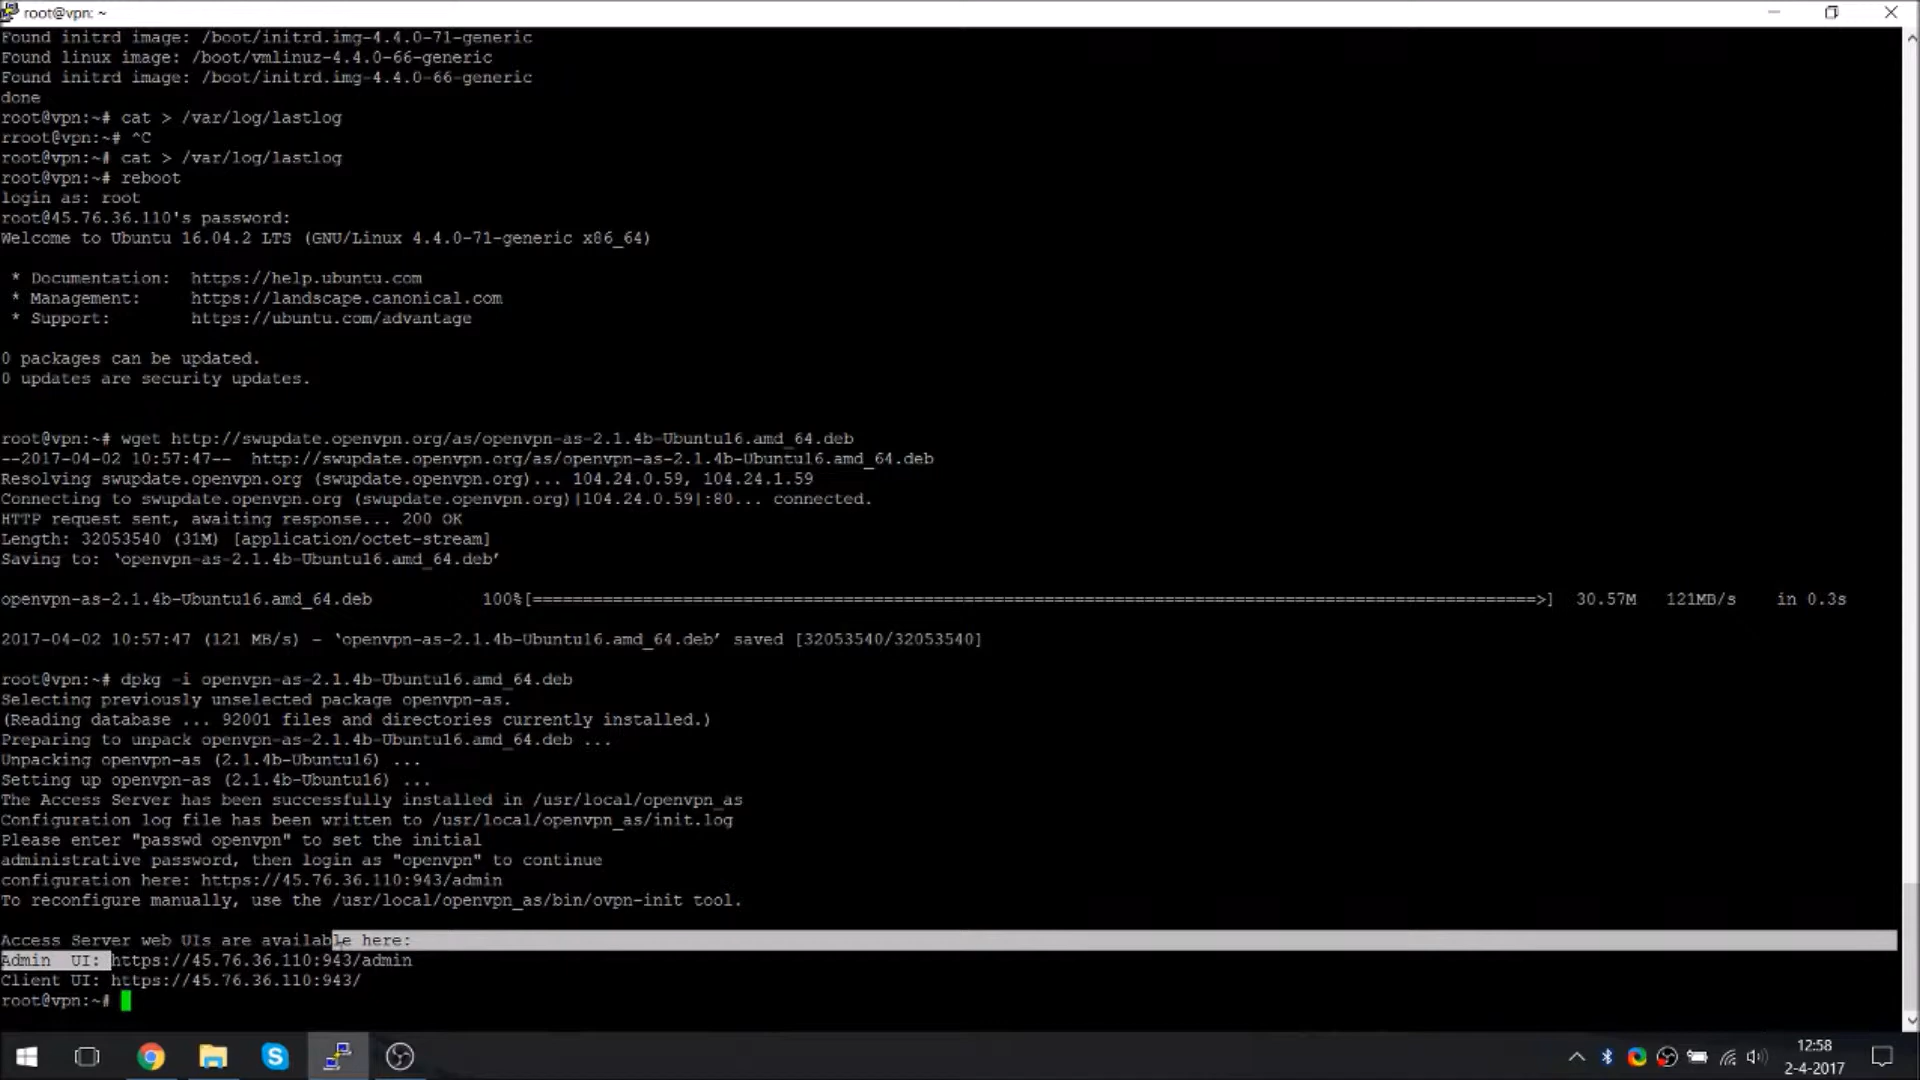 root@vpn: ~
Found initrd image: /boot/initrd.img-4.4.0-71-generic
Found linux image: /boot/vmlinuz-4.4.0-66-generic
Found initrd image: /boot/initrd.img-4.4.0-66-generic
done
root@vpn:~# cat > /var/log/lastlog
rroot@vpn:~# ^C
root@vpn:~# cat > /var/log/lastlog
root@vpn:~# reboot
login as: root
root@45.76.36.110's password:
Welcome to Ubuntu 16.04.2 LTS (GNU/Linux 4.4.0-71-generic x86_64)
* Documentation:  https://help.ubuntu.com
* Management:     https://landscape.canonical.com
* Support:        https://ubuntu.com/advantage
0 packages can be updated.
0 updates are security updates.
root@vpn:~# wget http://swupdate.openvpn.org/as/openvpn-as-2.1.4b-Ubuntu16.amd_64.deb
--2017-04-02 10:57:47--  http://swupdate.openvpn.org/as/openvpn-as-2.1.4b-Ubuntu16.amd_64.deb
Resolving swupdate.openvpn.org (swupdate.openvpn.org)... 104.24.0.59, 104.24.1.59
Connecting to swupdate.openvpn.org (swupdate.openvpn.org)|104.24.0.59|:80... connected.
HTTP request sent, awaiting response... 200 OK
Length: 32053540 (31M) [application/octet-stream]
Saving to: ‘openvpn-as-2.1.4b-Ubuntu16.amd_64.deb’
openvpn-as-2.1.4b-Ubuntu16.amd_64.deb           100%[====================================================================================================>]  30.57M   121MB/s    in 0.3s
2017-04-02 10:57:47 (121 MB/s) - ‘openvpn-as-2.1.4b-Ubuntu16.amd_64.deb’ saved [32053540/32053540]
root@vpn:~# dpkg -i openvpn-as-2.1.4b-Ubuntu16.amd_64.deb
Selecting previously unselected package openvpn-as.
(Reading database ... 92001 files and directories currently installed.)
Preparing to unpack openvpn-as-2.1.4b-Ubuntu16.amd_64.deb ...
Unpacking openvpn-as (2.1.4b-Ubuntu16) ...
Setting up openvpn-as (2.1.4b-Ubuntu16) ...
The Access Server has been successfully installed in /usr/local/openvpn_as
Configuration log file has been written to /usr/local/openvpn_as/init.log
Please enter "passwd openvpn" to set the initial
administrative password, then login as "openvpn" to continue
configuration here: https://45.76.36.110:943/admin
To reconfigure manually, use the /usr/local/openvpn_as/bin/ovpn-init tool.
Access Server web UIs are available here:
Admin  UI: https://45.76.36.110:943/admin
Client UI: https://45.76.36.110:943/
root@vpn:~#
12:58
2-4-2017